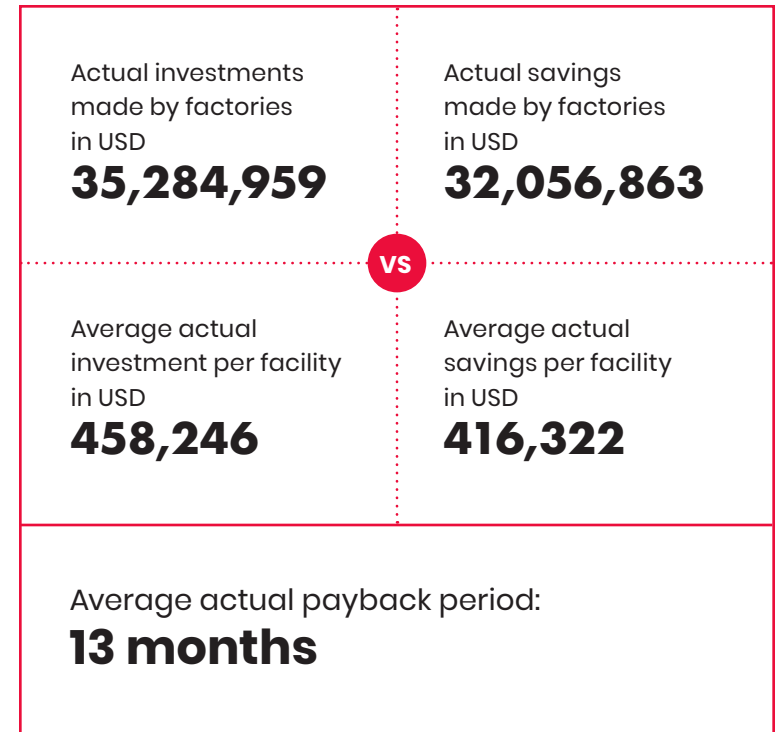 Actual investments
made by factories
in USD
35,284,959
Actual savings
made by factories
in USD
32,056,863
VS
Average actual
investment per facility
in USD
458,246
Average actual
savings per facility
in USD
416,322
Average actual payback period:
13 months